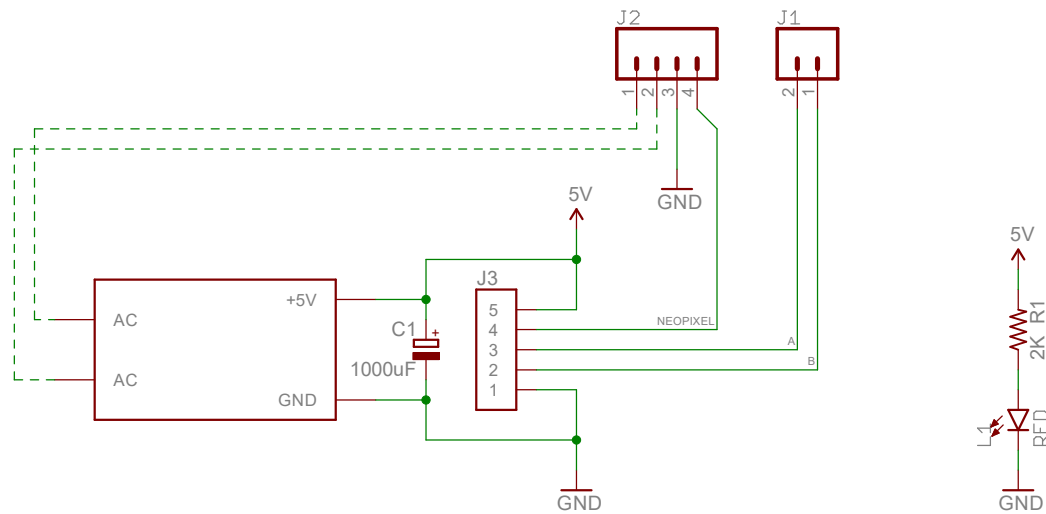 J2
J1
1
2
3
4
2
1
GND
5V
5V
J3
+5V
AC
5
4
3
2
1
NEOPIXEL
A
B
C1
+
1000uF
AC
GND
GND
R1
2K
L1
RED
GND